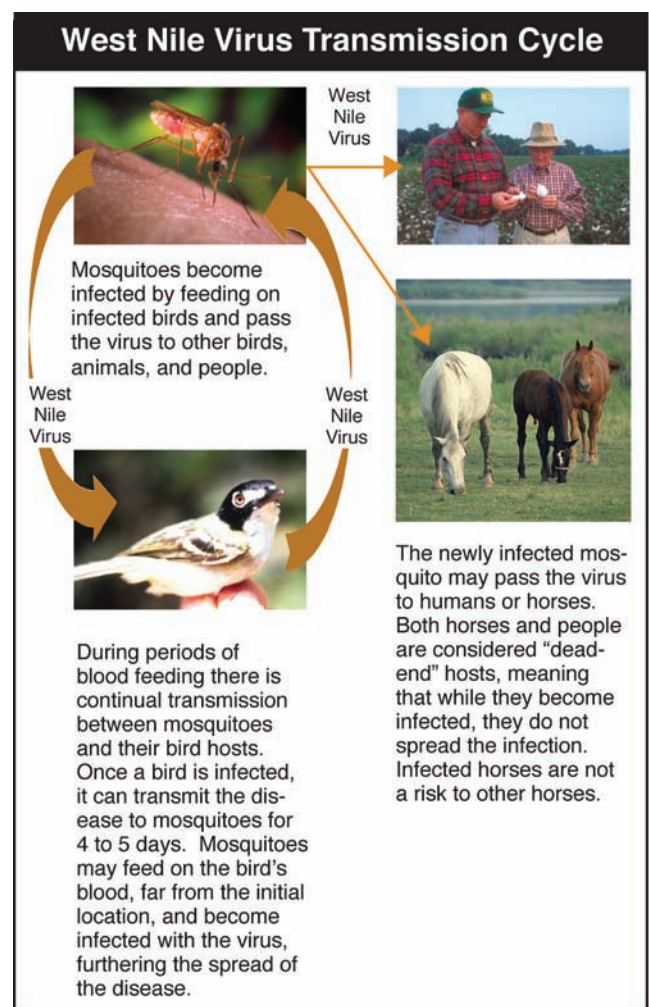 West Nile Virus Transmission Cycle
West
Nile
Virus
Mosquitoes become
infected by feeding on
infected birds and pass
the virus to other birds,
animals, and people.
West
Nile
Virus
West
Nile
Virus
During periods of
blood feeding there is
continual transmission
between mosquitoes
and their bird hosts.
Once a bird is infected,
it can transmit the dis-
ease to mosquitoes for
4 to 5 days.  Mosquitoes
may feed on the bird's
blood, far from the initial
location, and become
infected with the virus,
furthering the spread of
the disease.
The newly infected mos-
quito may pass the virus
to humans or horses.
Both horses and people
are considered “dead-
end” hosts, meaning
that while they become
infected, they do not
spread the infection.
Infected horses are not
a risk to other horses.